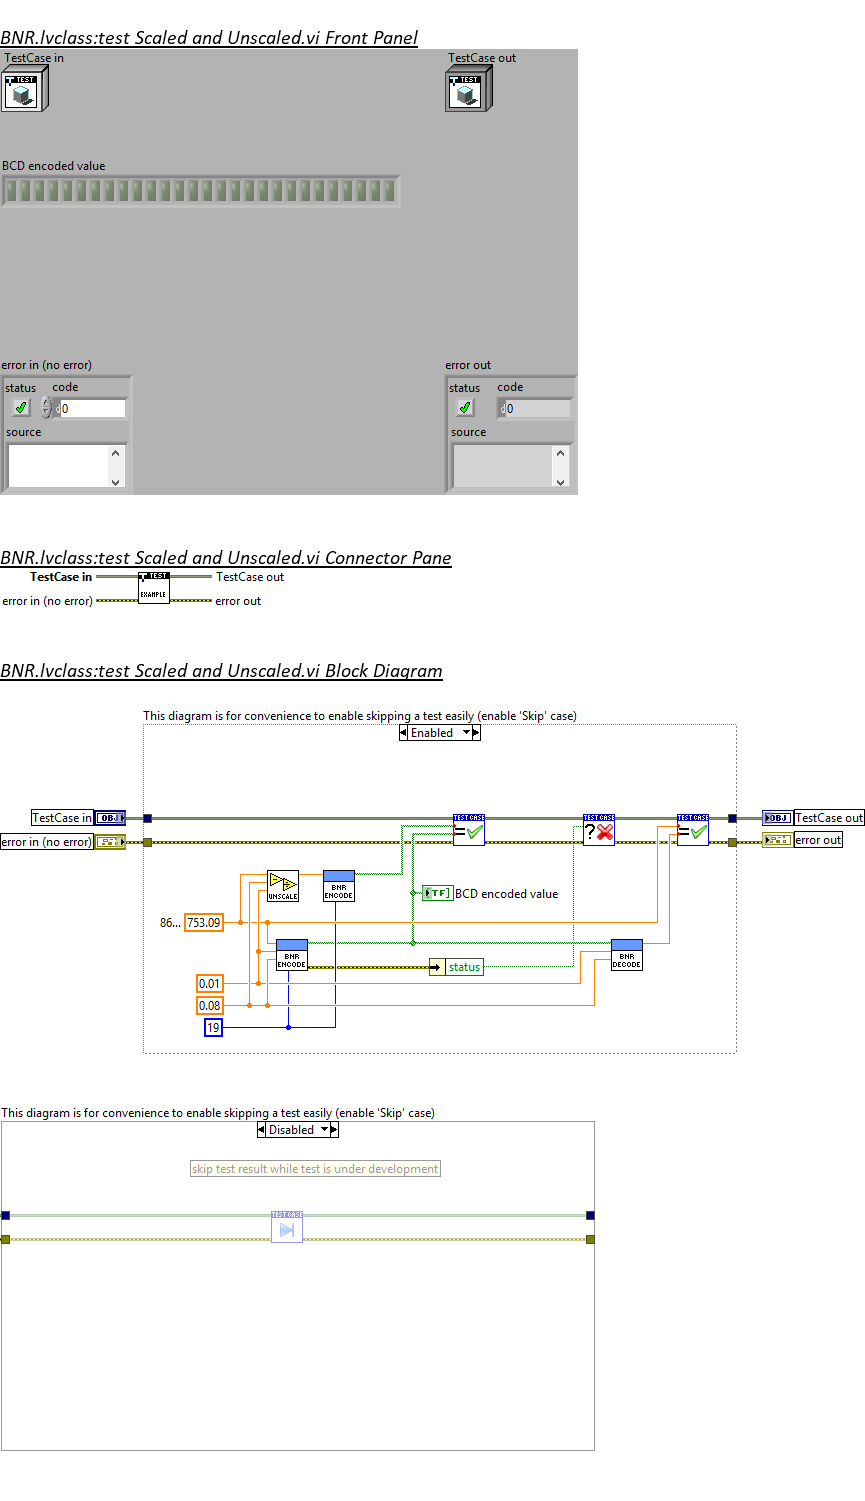 BNR.lvclass:test Scaled and Unscaled.vi Front Panel
TestCase in
TestCase out
TEST
TEST
BCD encoded value
error in (no error)
error out
status
code
status
code
d
0
d
0
source
source
BNR.lvclass:test Scaled and Unscaled.vi Connector Pane
TestCase in
TEST
EXAMPLE
TestCase out
error in (no error)
error out
BNR.lvclass:test Scaled and Unscaled.vi Block Diagram
This diagram is for convenience to enable skipping a test easily (enable 'Skip' case)
Enabled
TestCase in
OBJ
TEST CASE
=
TEST CASE
?
TEST CASE
=
OBJ
TestCase out
error in (no error)
error out
UNSCALE
BNR
ENCODE
TF
BCD encoded value
86...
753.09
BNR
ENCODE
status
BNR
DECODE
0.01
0.08
19
This diagram is for convenience to enable skipping a test easily (enable 'Skip' case)
Disabled
skip test result while test is under development
TEST CASE